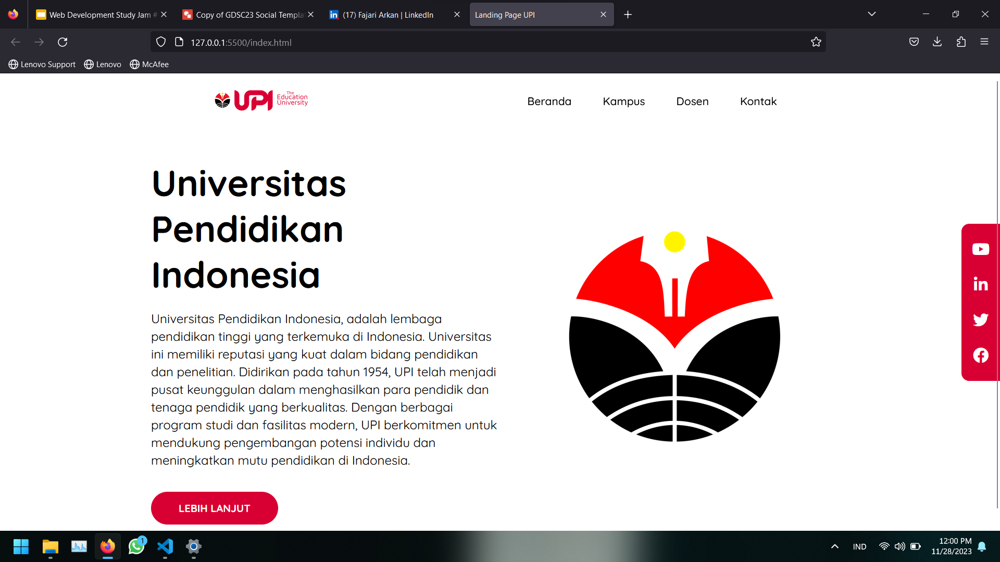 Web Development Study Jam #
Copy of GDSC23 Social Templa
(17) Fajari Arkan | LinkedIn
Landing Page UPI
127.0.0.1:5500/index.html
Lenovo Support
Lenovo
McAfee
UPI
The
Education
University
Beranda
Kampus
Dosen
Kontak
Universitas
Pendidikan
Indonesia
Universitas Pendidikan Indonesia, adalah lembaga
pendidikan tinggi yang terkemuka di Indonesia. Universitas
ini memiliki reputasi yang kuat dalam bidang pendidikan
dan penelitian. Didirikan pada tahun 1954, UPI telah menjadi
pusat keunggulan dalam menghasilkan para pendidik dan
tenaga pendidik yang berkualitas. Dengan berbagai
program studi dan fasilitas modern, UPI berkomitmen untuk
mendukung pengembangan potensi individu dan
meningkatkan mutu pendidikan di Indonesia.
LEBIH LANJUT
in
1
IND
12:00 PM
11/28/2023